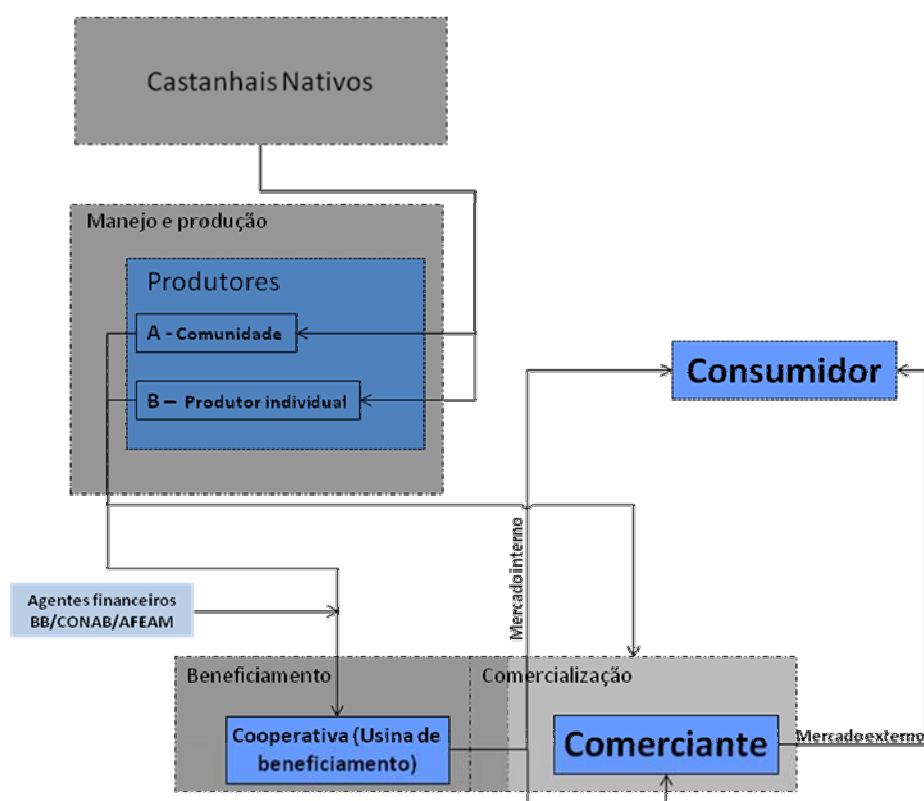 Castanhais Nativos
Manejo e produção
Produtores
A - Comunidade
B – Produtor individual
Consumidor
Mercado interno
Agentes financeiros
BB/CONAB/AFEAM
Beneficiamento
Comercialização
Cooperativa (Usina de
beneficiamento)
Comerciante
Mercado externo